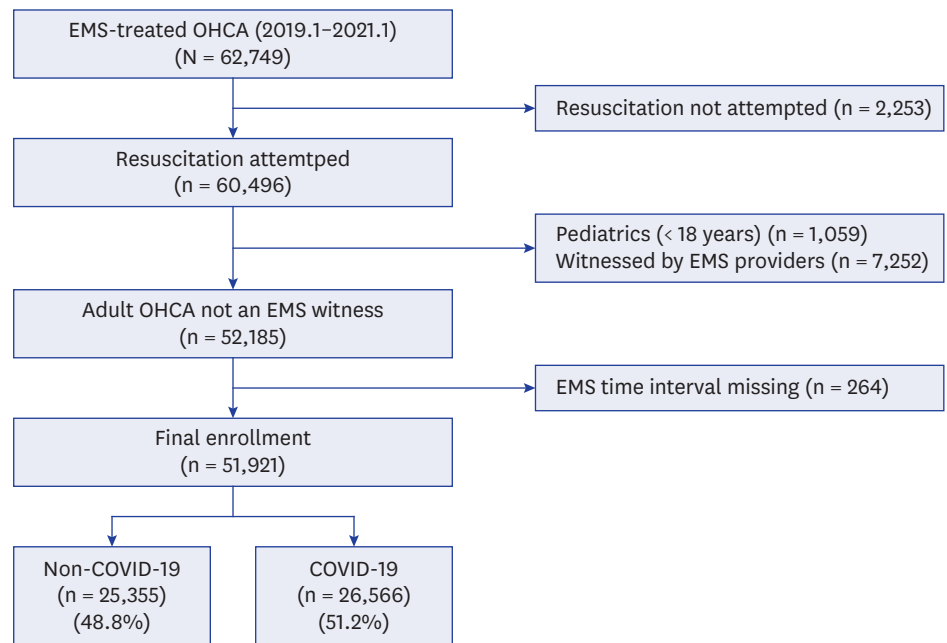 EMS-treated OHCA (2019.1–2021.1)
(N = 62,749)
Resuscitation not attempted (n = 2,253)
Resuscitation attemtped
(n = 60,496)
Pediatrics (< 18 years) (n = 1,059)
Witnessed by EMS providers (n = 7,252)
Adult OHCA not an EMS witness
(n = 52,185)
EMS time interval missing (n = 264)
Final enrollment
(n = 51,921)
Non-COVID-19
(n = 25,355)
(48.8%)
COVID-19
(n = 26,566)
(51.2%)